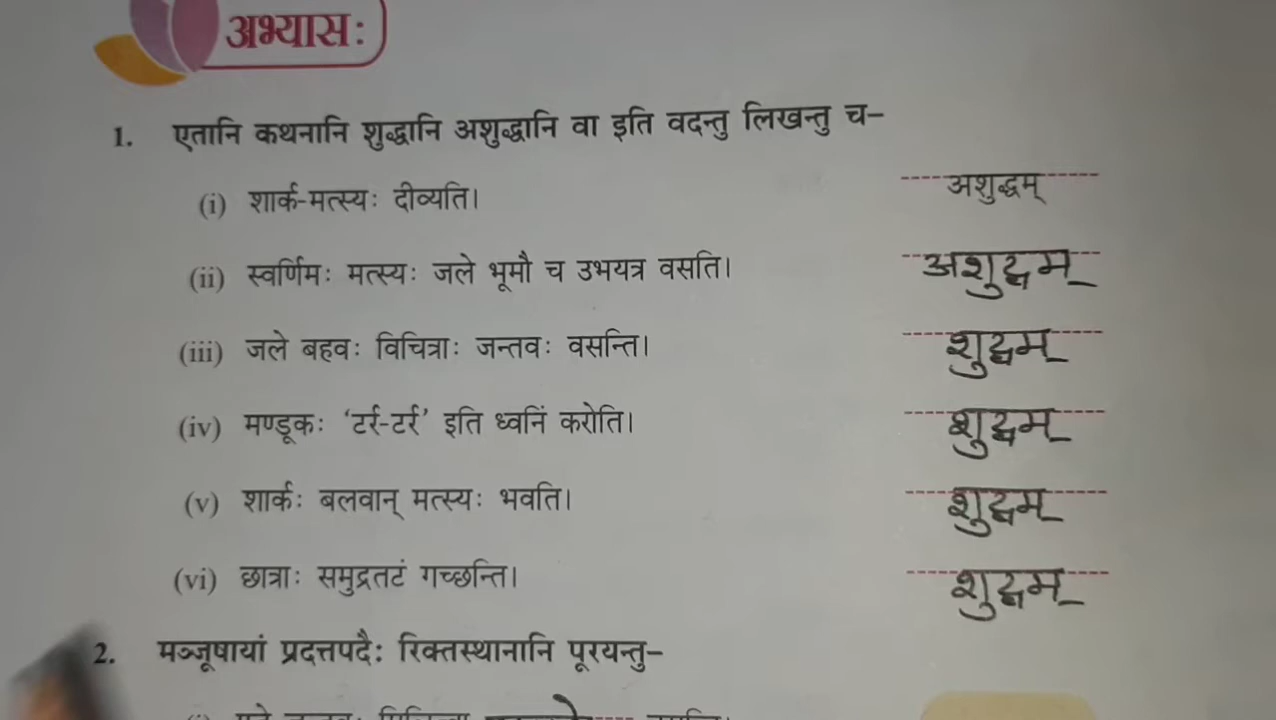 अभ्यासः
1. एतानि कथनानि शुद्धानि अशुद्धानि वा इति वदन्तु लिखन्तु च–
(i) शार्क-मत्स्यः दीव्यति। अशुद्धम्
(ii) स्वर्णिमः मत्स्यः जले भूमौ च उभयत्र वसति। अशुद्धम्
(iii) जले बहवः विचित्राः जन्तवः वसन्ति। शुद्धम्
(iv) मण्डूकः ‘टर्र-टर्र’ इति ध्वनिं करोति। शुद्धम्
(v) शार्कः बलवान् मत्स्यः भवति। शुद्धम्
(vi) छात्राः समुद्रतटं गच्छन्ति। शुद्धम्
2. मञ्जूषायां प्रदत्तपदैः रिक्तस्थानानि पूरयन्तु–